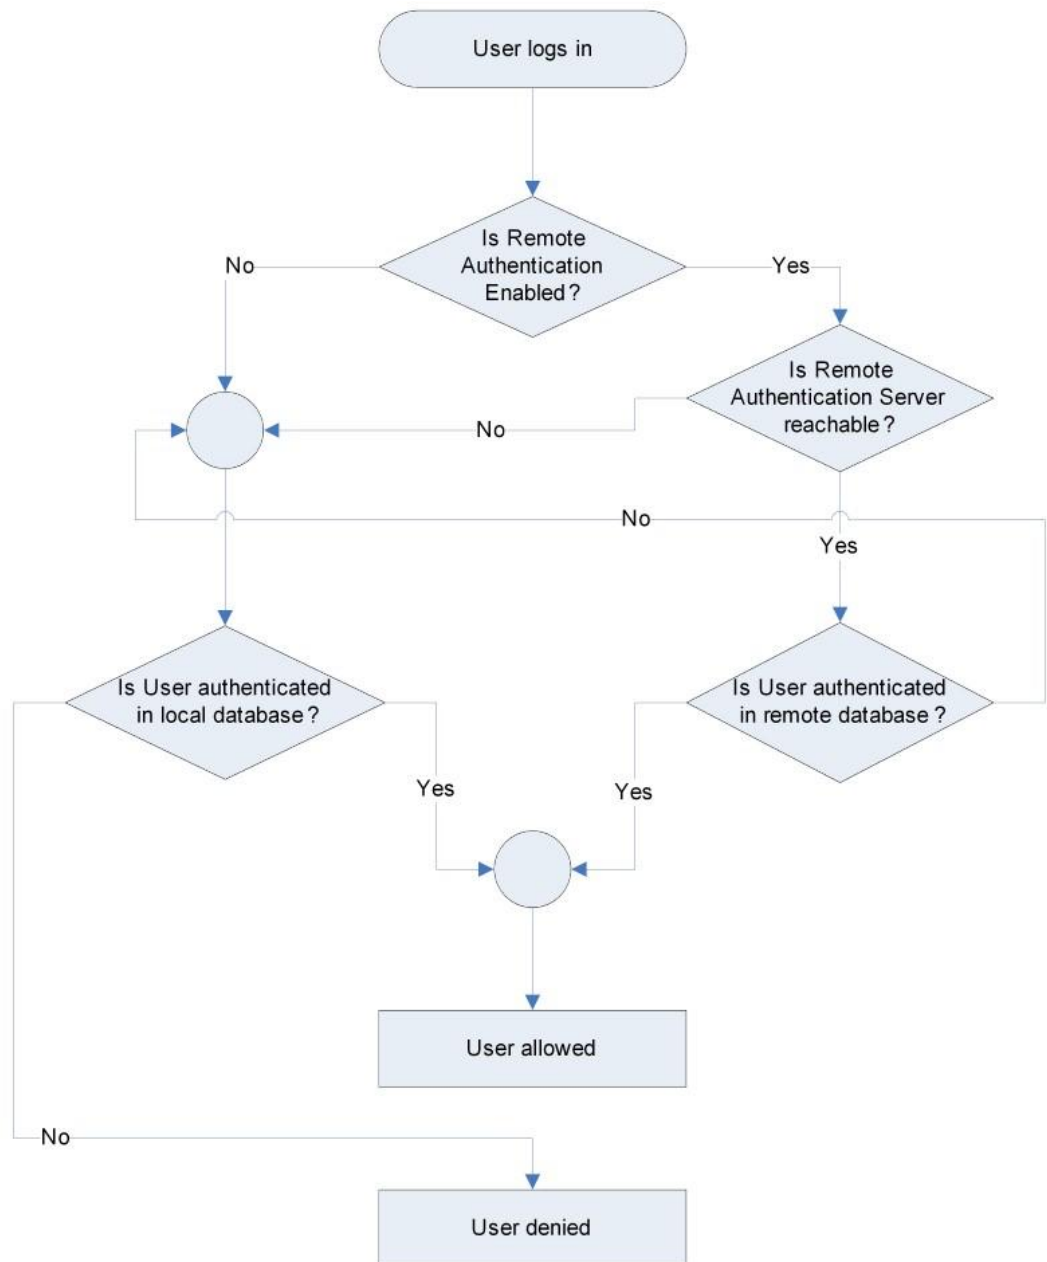 User logs in
Is Remote
Authentication
Enabled?
No
Yes
Is Remote
Authentication Server
reachable?
No
No
Yes
Is User authenticated
in local database?
Is User authenticated
in remote database?
Yes
Yes
User allowed
No
User denied